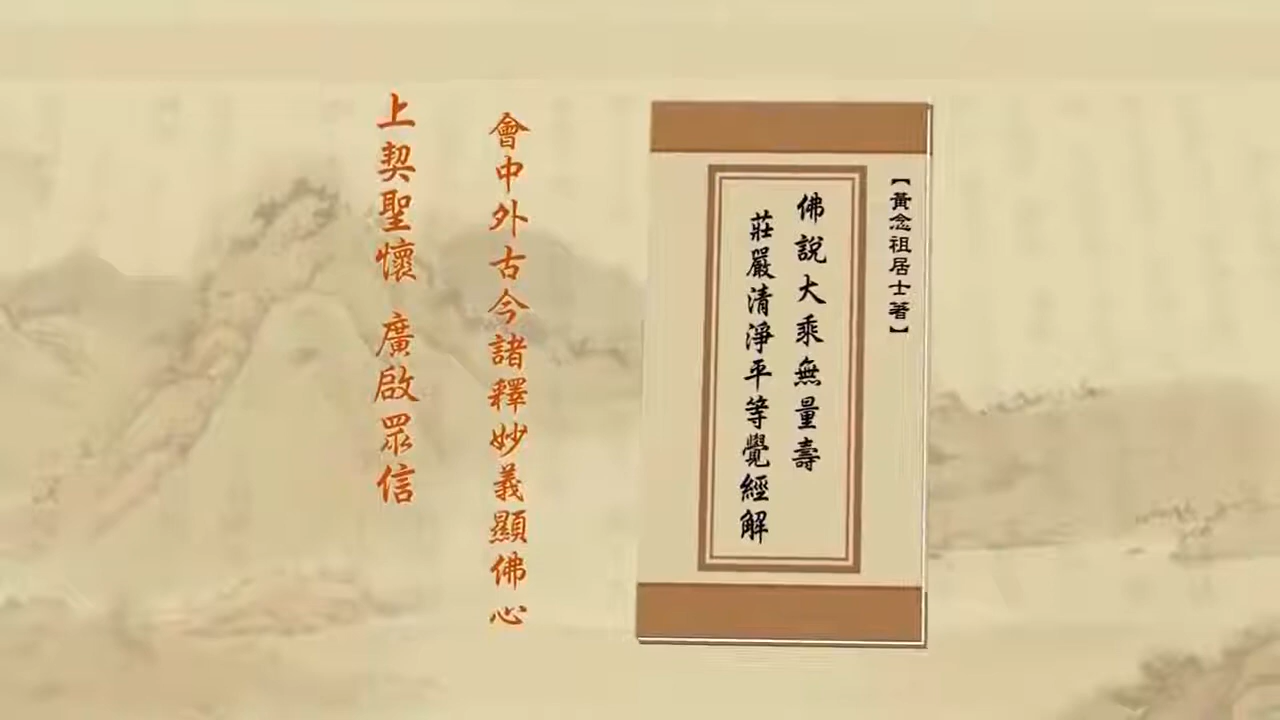 【黃念祖居士著】
佛說大乘無量壽
莊嚴清淨平等覺經解
會中外古今諸釋妙義顯佛心
上契聖懷 廣啟眾信